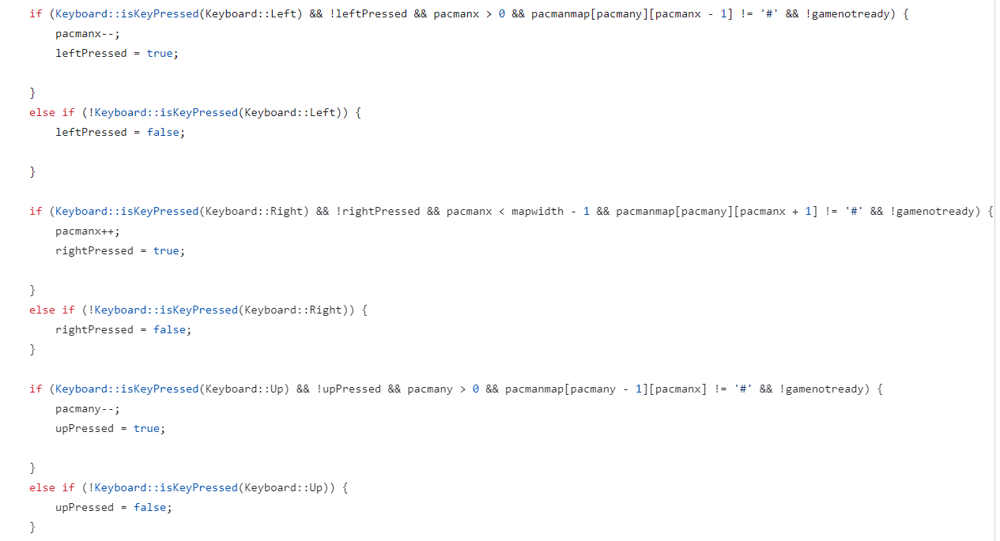 if (Keyboard::isKeyPressed(Keyboard::Left) && !leftPressed && pacmanx > 0 && pacmanmap[pacmany][pacmanx - 1] != '#' && !gamenotready) {
pacmanx--;
leftPressed = true;
}
else if (!Keyboard::isKeyPressed(Keyboard::Left)) {
leftPressed = false;
}
if (Keyboard::isKeyPressed(Keyboard::Right) && !rightPressed && pacmanx < mapwidth - 1 && pacmanmap[pacmany][pacmanx + 1] != '#' && !gamenotready) {
pacmanx++;
rightPressed = true;
}
else if (!Keyboard::isKeyPressed(Keyboard::Right)) {
rightPressed = false;
}
if (Keyboard::isKeyPressed(Keyboard::Up) && !upPressed && pacmany > 0 && pacmanmap[pacmany - 1][pacmanx] != '#' && !gamenotready) {
pacmany--;
upPressed = true;
}
else if (!Keyboard::isKeyPressed(Keyboard::Up)) {
upPressed = false;
}